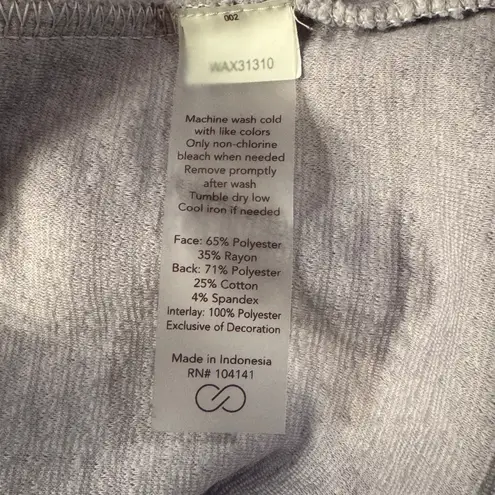 002
WAX31310
Machine wash cold
with like colors
Only non-chlorine
bleach when needed
Remove promptly
after wash
Tumble dry low
Cool iron if needed
Face: 65% Polyester
35% Rayon
Back: 71% Polyester
25% Cotton
4% Spandex
Interlay: 100% Polyester
Exclusive of Decoration
Made in Indonesia
RN# 104141